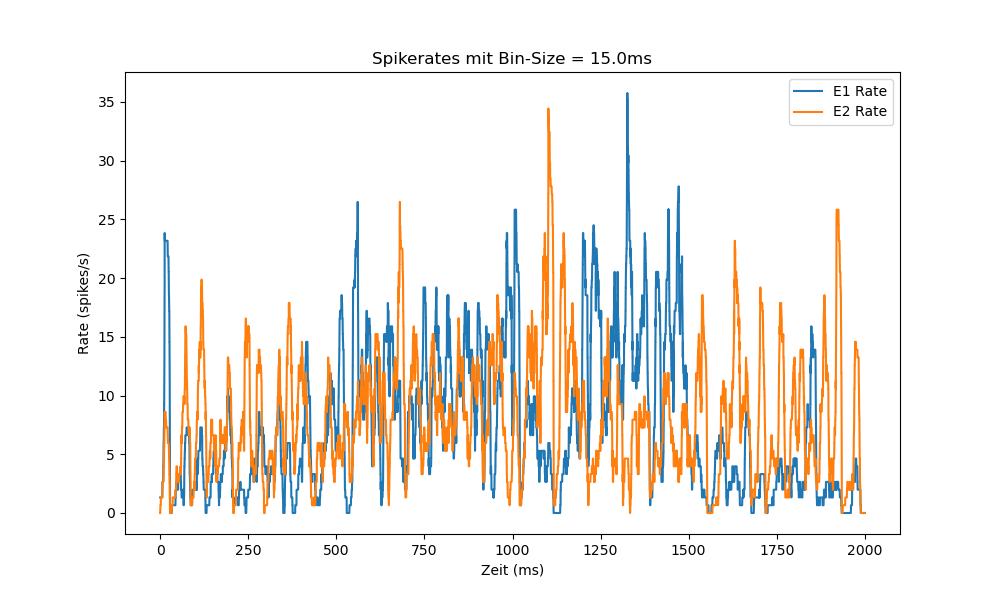 Spikerates mit Bin-Size = 15.0ms
E1 Rate
E2 Rate
Rate (spikes/s)
35
30
25
20
15
10
5
0
0 250 500 750 1000 1250 1500 1750 2000
Zeit (ms)